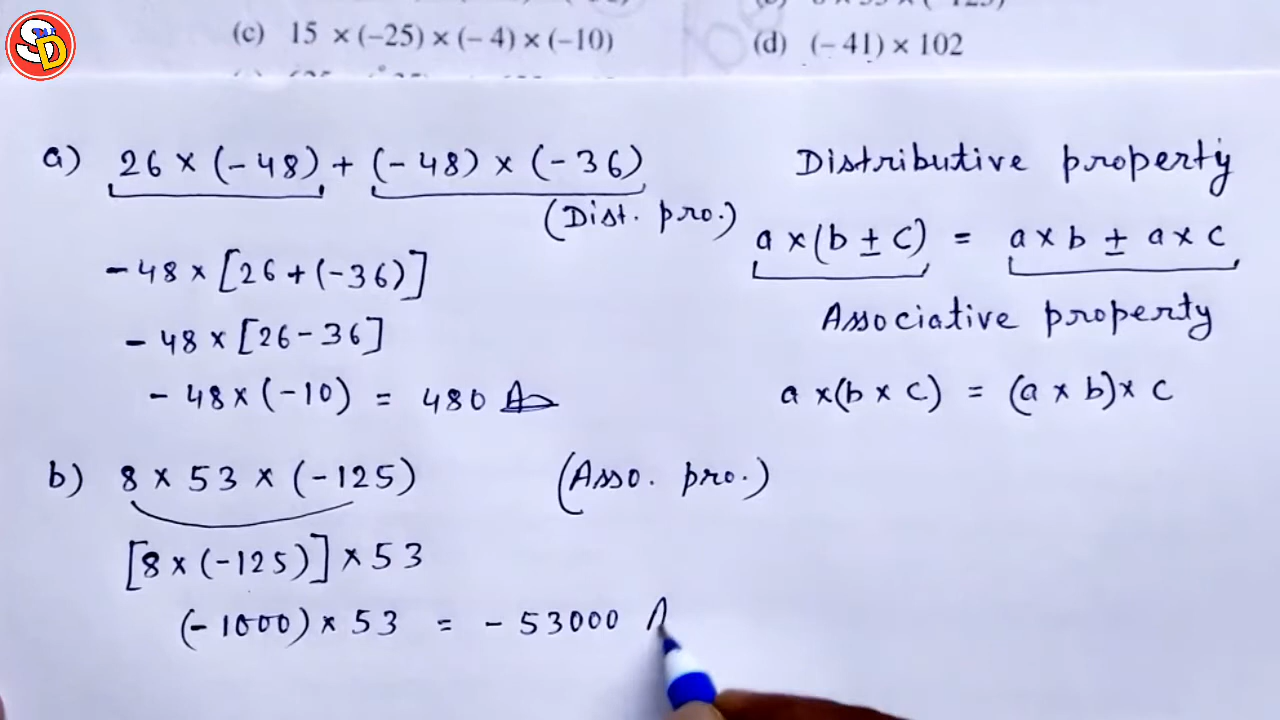 SD
(c) 15 × (−25) × (− 4) × (−10)
(d) (− 41) × 102
a) 26 × (− 48) + (− 48) × (− 36)
(Dist. pro.)
− 48 × [26 + (−36)]
− 48 × [26 − 36]
− 48 × (−10) = 480
Distributive property
a × (b ± c) = a × b ± a × c
Associative property
a × (b × c) = (a × b) × c
b) 8 × 53 × (−125) (Asso. pro.)
[8 × (−125)] × 53
(− 1000) × 53 = − 53000